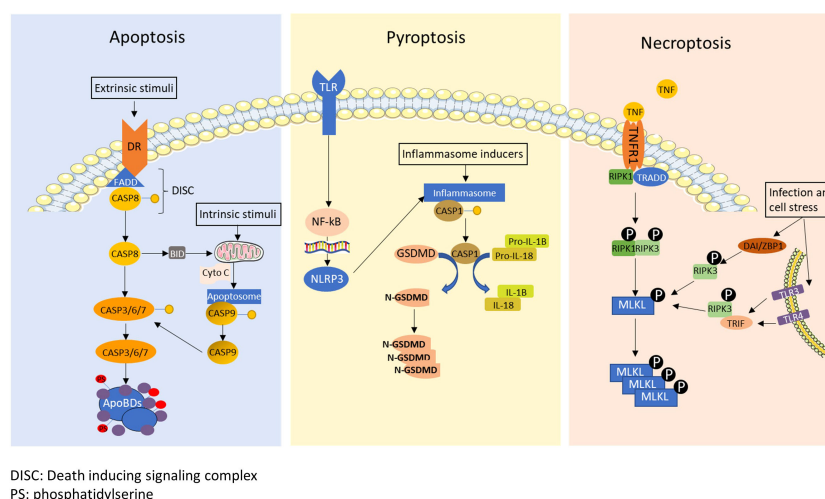 Apoptosis
Extrinsic stimuli
DR
FADD
CASP8
DISC
Intrinsic stimuli
CASP8
BID
Cyto C
Apoptosome
CASP3/6/7
CASP9
CASP3/6/7
CASP9
PS
ApoBDs
PS
Pyroptosis
TLR
Inflammasome inducers
Inflammasome
CASP1
NF-kB
NLRP3
GSDMD
CASP1
Pro-IL-1B
Pro-IL-18
N-GSDMD
IL-1B
IL-18
N-GSDMD
N-GSDMD
N-GSDMD
Necroptosis
TNF
TNF
TNFR1
RIPK1
TRADD
Infection an
cell stress
P
P
RIPK1
RIPK3
DAI/ZBP1
P
RIPK3
P
MLKL
P
RIPK3
TLR3
TRIF
TLR4
P
MLKL
P
MLKL
P
MLKL
DISC: Death inducing signaling complex
PS: phosphatidylserine